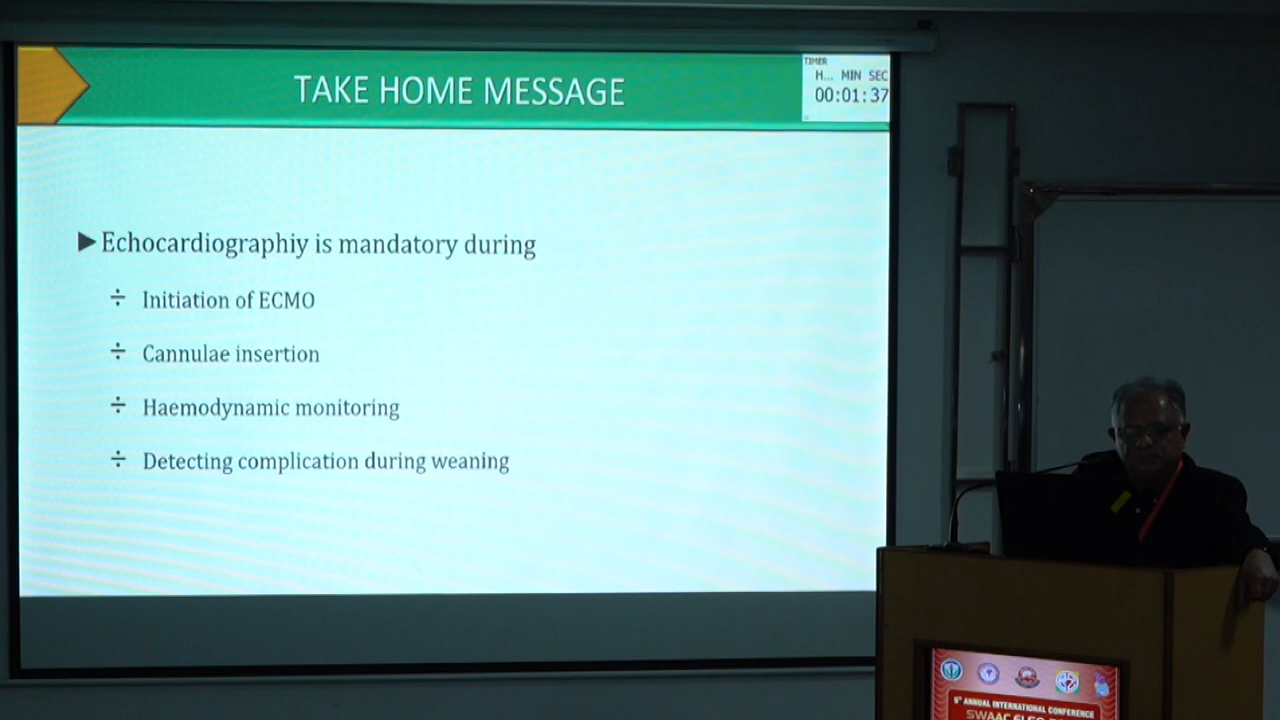 TAKE HOME MESSAGE
TIMER
H... MIN SEC
00:01:37
▶Echocardiographiy is mandatory during
÷ Initiation of ECMO
÷ Cannulae insertion
÷ Haemodynamic monitoring
÷ Detecting complication during weaning
9th ANNUAL INTERNATIONAL CONFERENCE
SWAAC